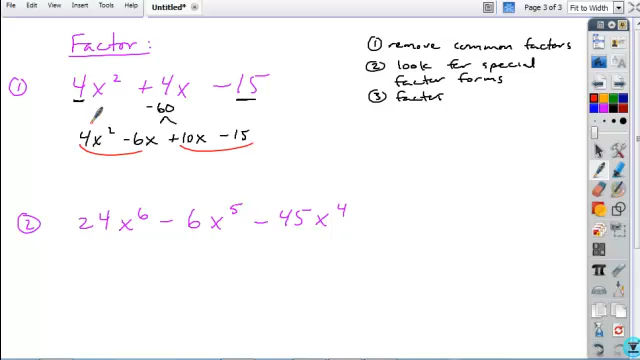 File Edit View Insert Format Tools Help
Untitled*
Page 3 of 3
Fit to Width
Factor:
① 4x² + 4x - 15
-60
4x² - 6x + 10x - 15
② 24x⁶ - 6x⁵ - 45x⁴
① remove common factors
② look for special
factor forms
③ factor